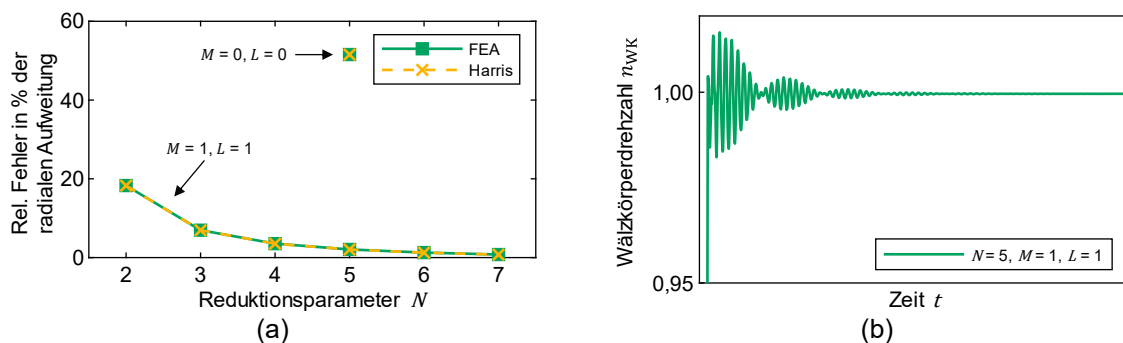 Rel. Fehler in % der
radialen Aufweitung
60
40
20
0
M = 0, L = 0
M = 1, L = 1
FEA
Harris
2 3 4 5 6 7
Reduktionsparameter N
(a)
Wälzkörperdrehzahl nWK
1,00
0,95
N = 5, M = 1, L = 1
Zeit t
(b)